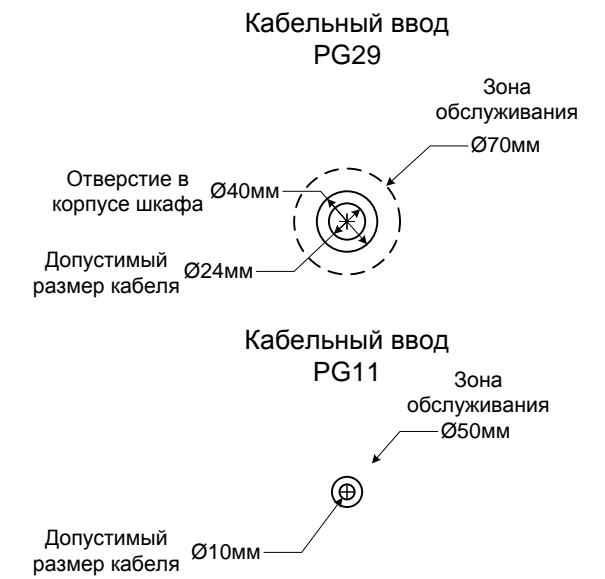 Кабельный ввод
PG29
Зона
обслуживания
Ø70мм
Отверстие в
корпусе шкафа
Ø40мм
Допустимый
размер кабеля
Ø24мм
Кабельный ввод
PG11
Зона
обслуживания
Ø50мм
Допустимый
размер кабеля
Ø10мм